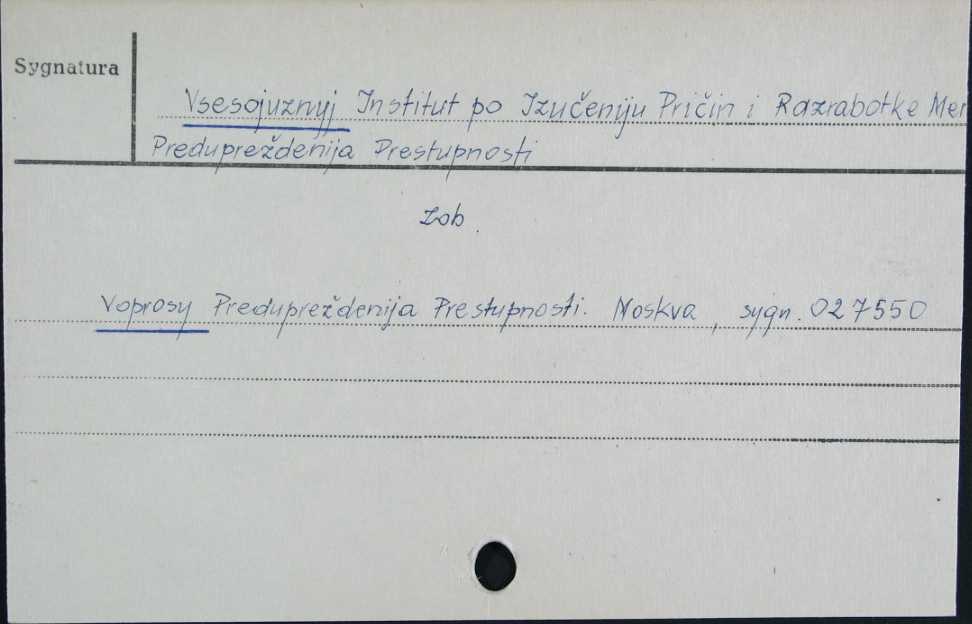 Sygnatura
Vsesojuznyj Institut po Izučeniju Pričin i Razrabotke Mer
Predupreždenija Prestupnosti
Zob.
Voprosy Predupreždenija Prestupnosti. Moskva, sygn. 027550